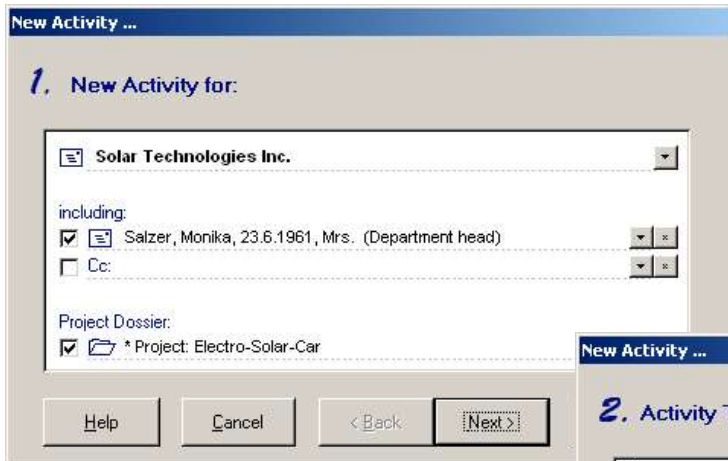 New Activity ...
1. New Activity for:
Solar Technologies Inc.
including:
Salzer, Monika, 23.6.1961, Mrs. (Department head)
Cc:
Project Dossier:
* Project: Electro-Solar-Car
Help Cancel < Back Next >
New Activity ...
2. Activity